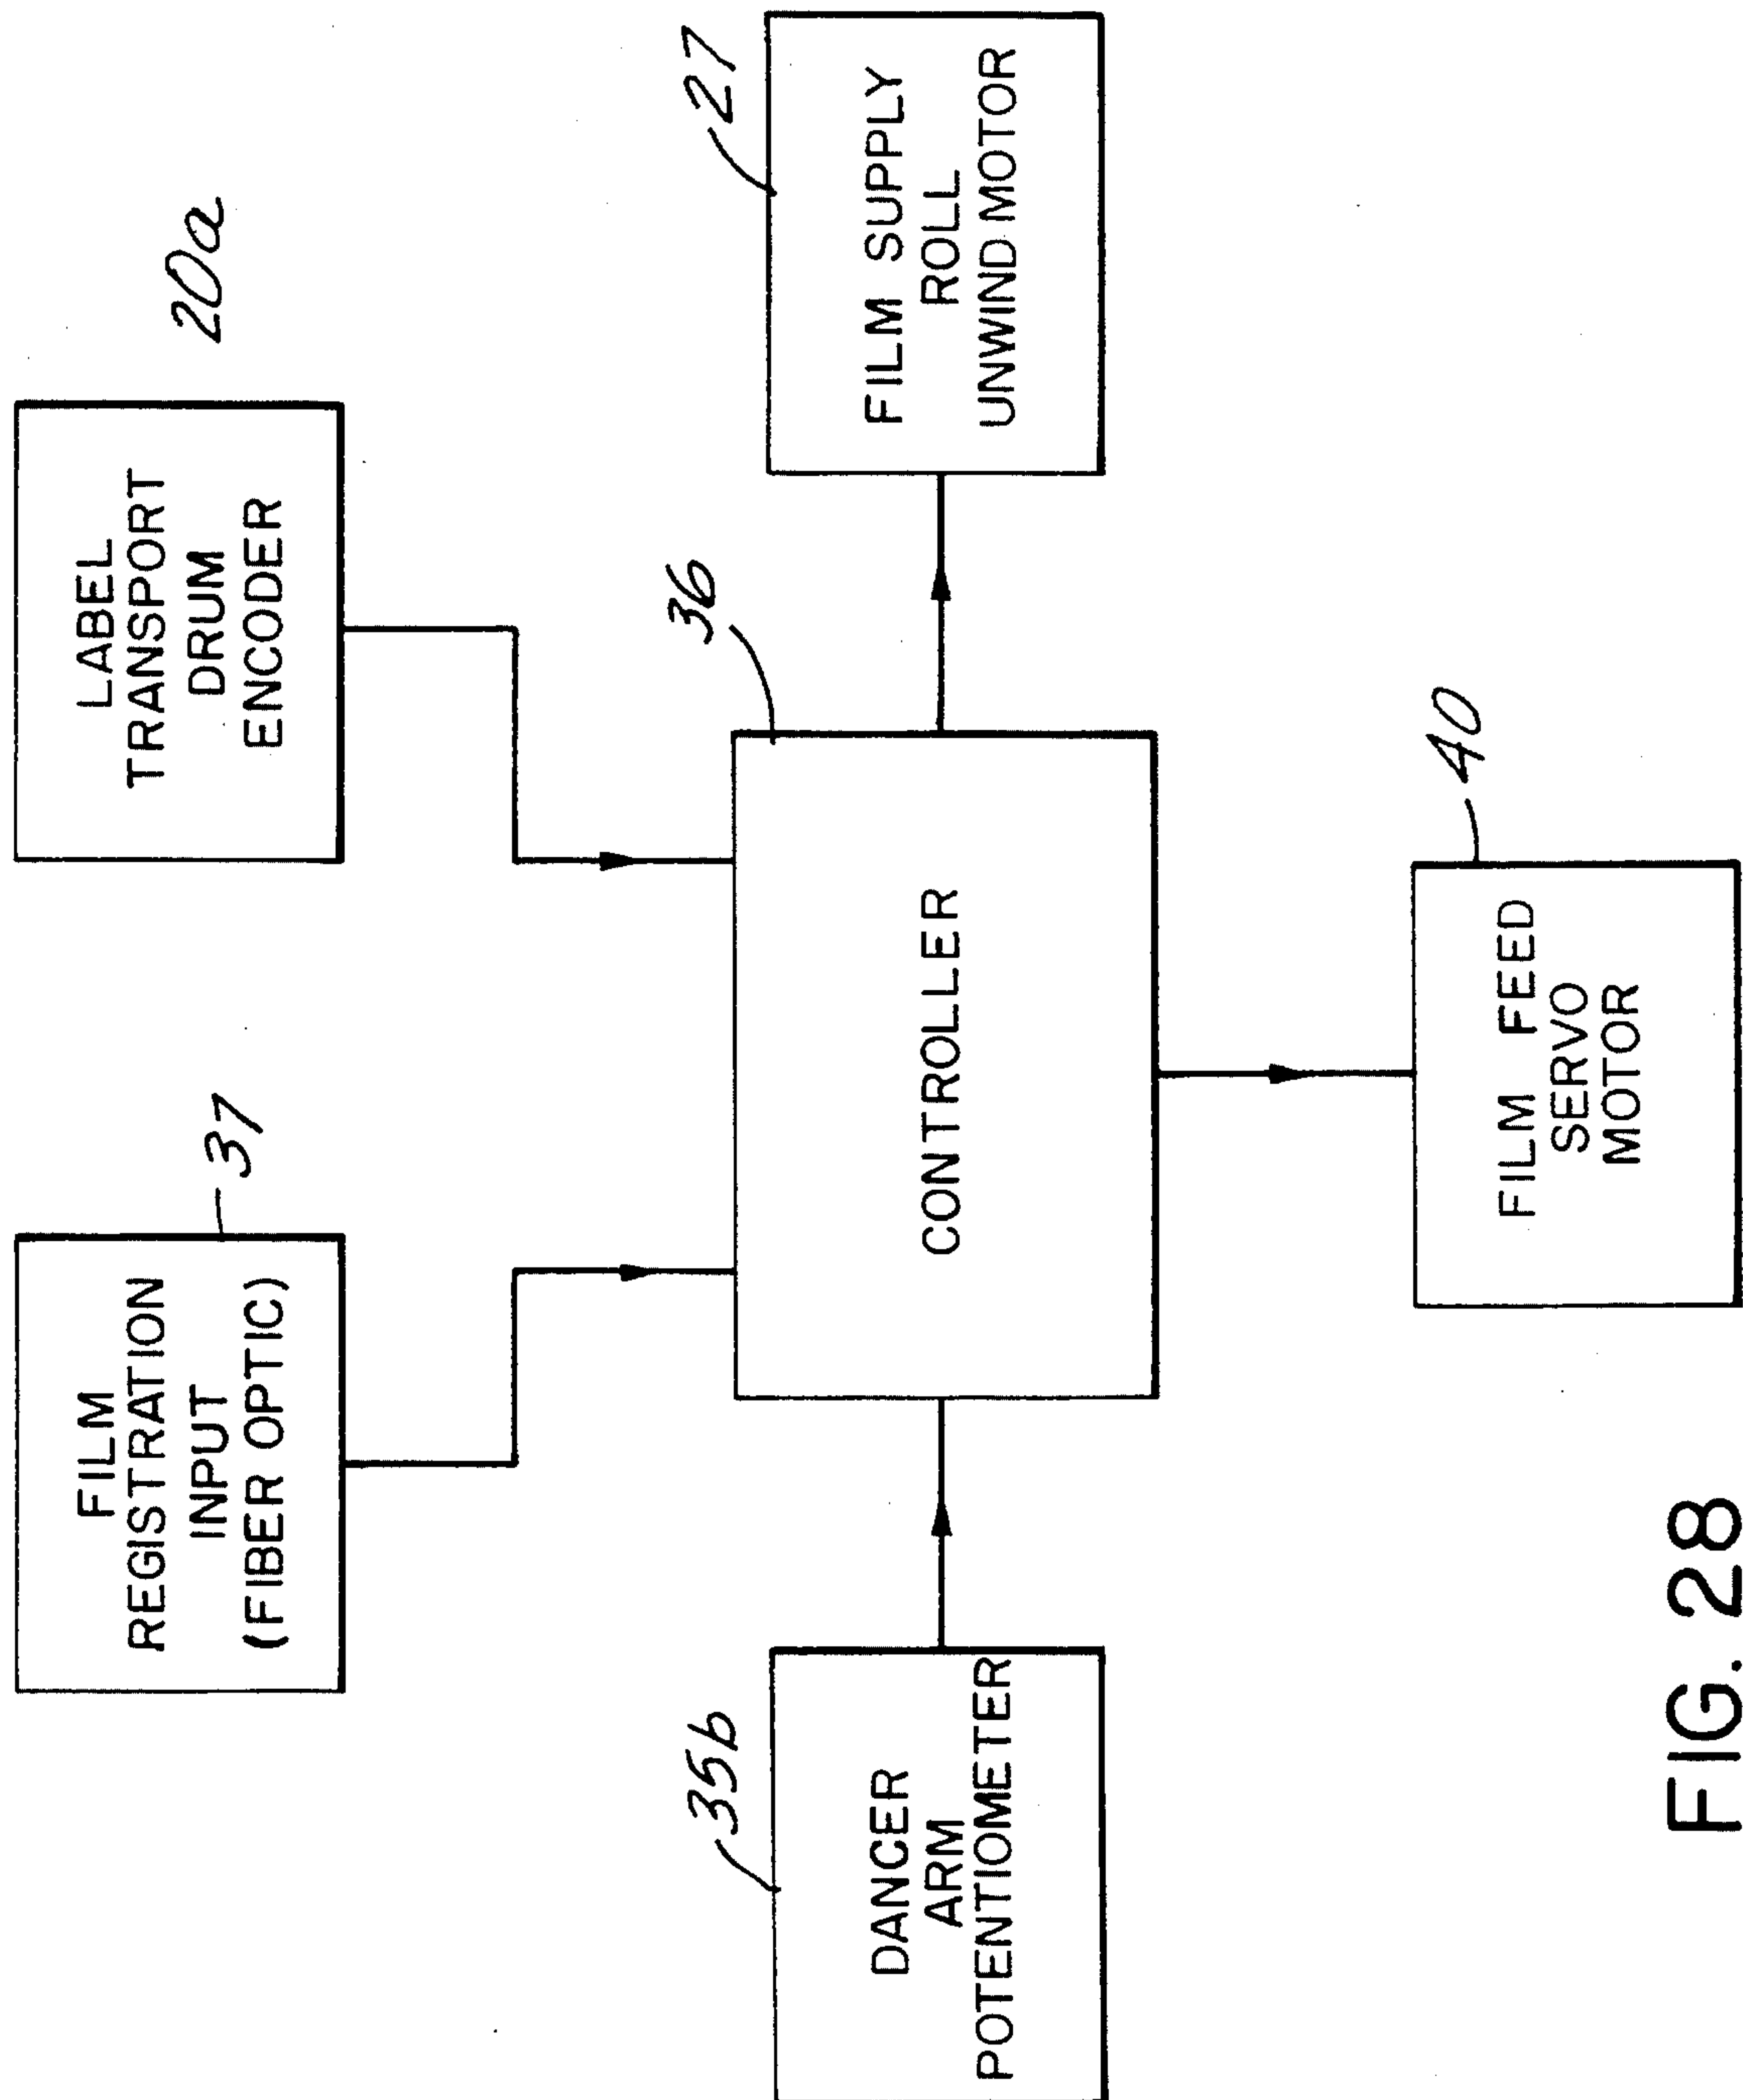 FILM
REGISTRATION
INPUT
(FIBER OPTIC)
37
LABEL
TRANSPORT
DRUM
ENCODER
20a
35b
DANCER
ARM
POTENTIOMETER
36
CONTROLLER
27
FILM SUPPLY
ROLL
UNWIND MOTOR
40
FILM FEED
SERVO
MOTOR
FIG. 28